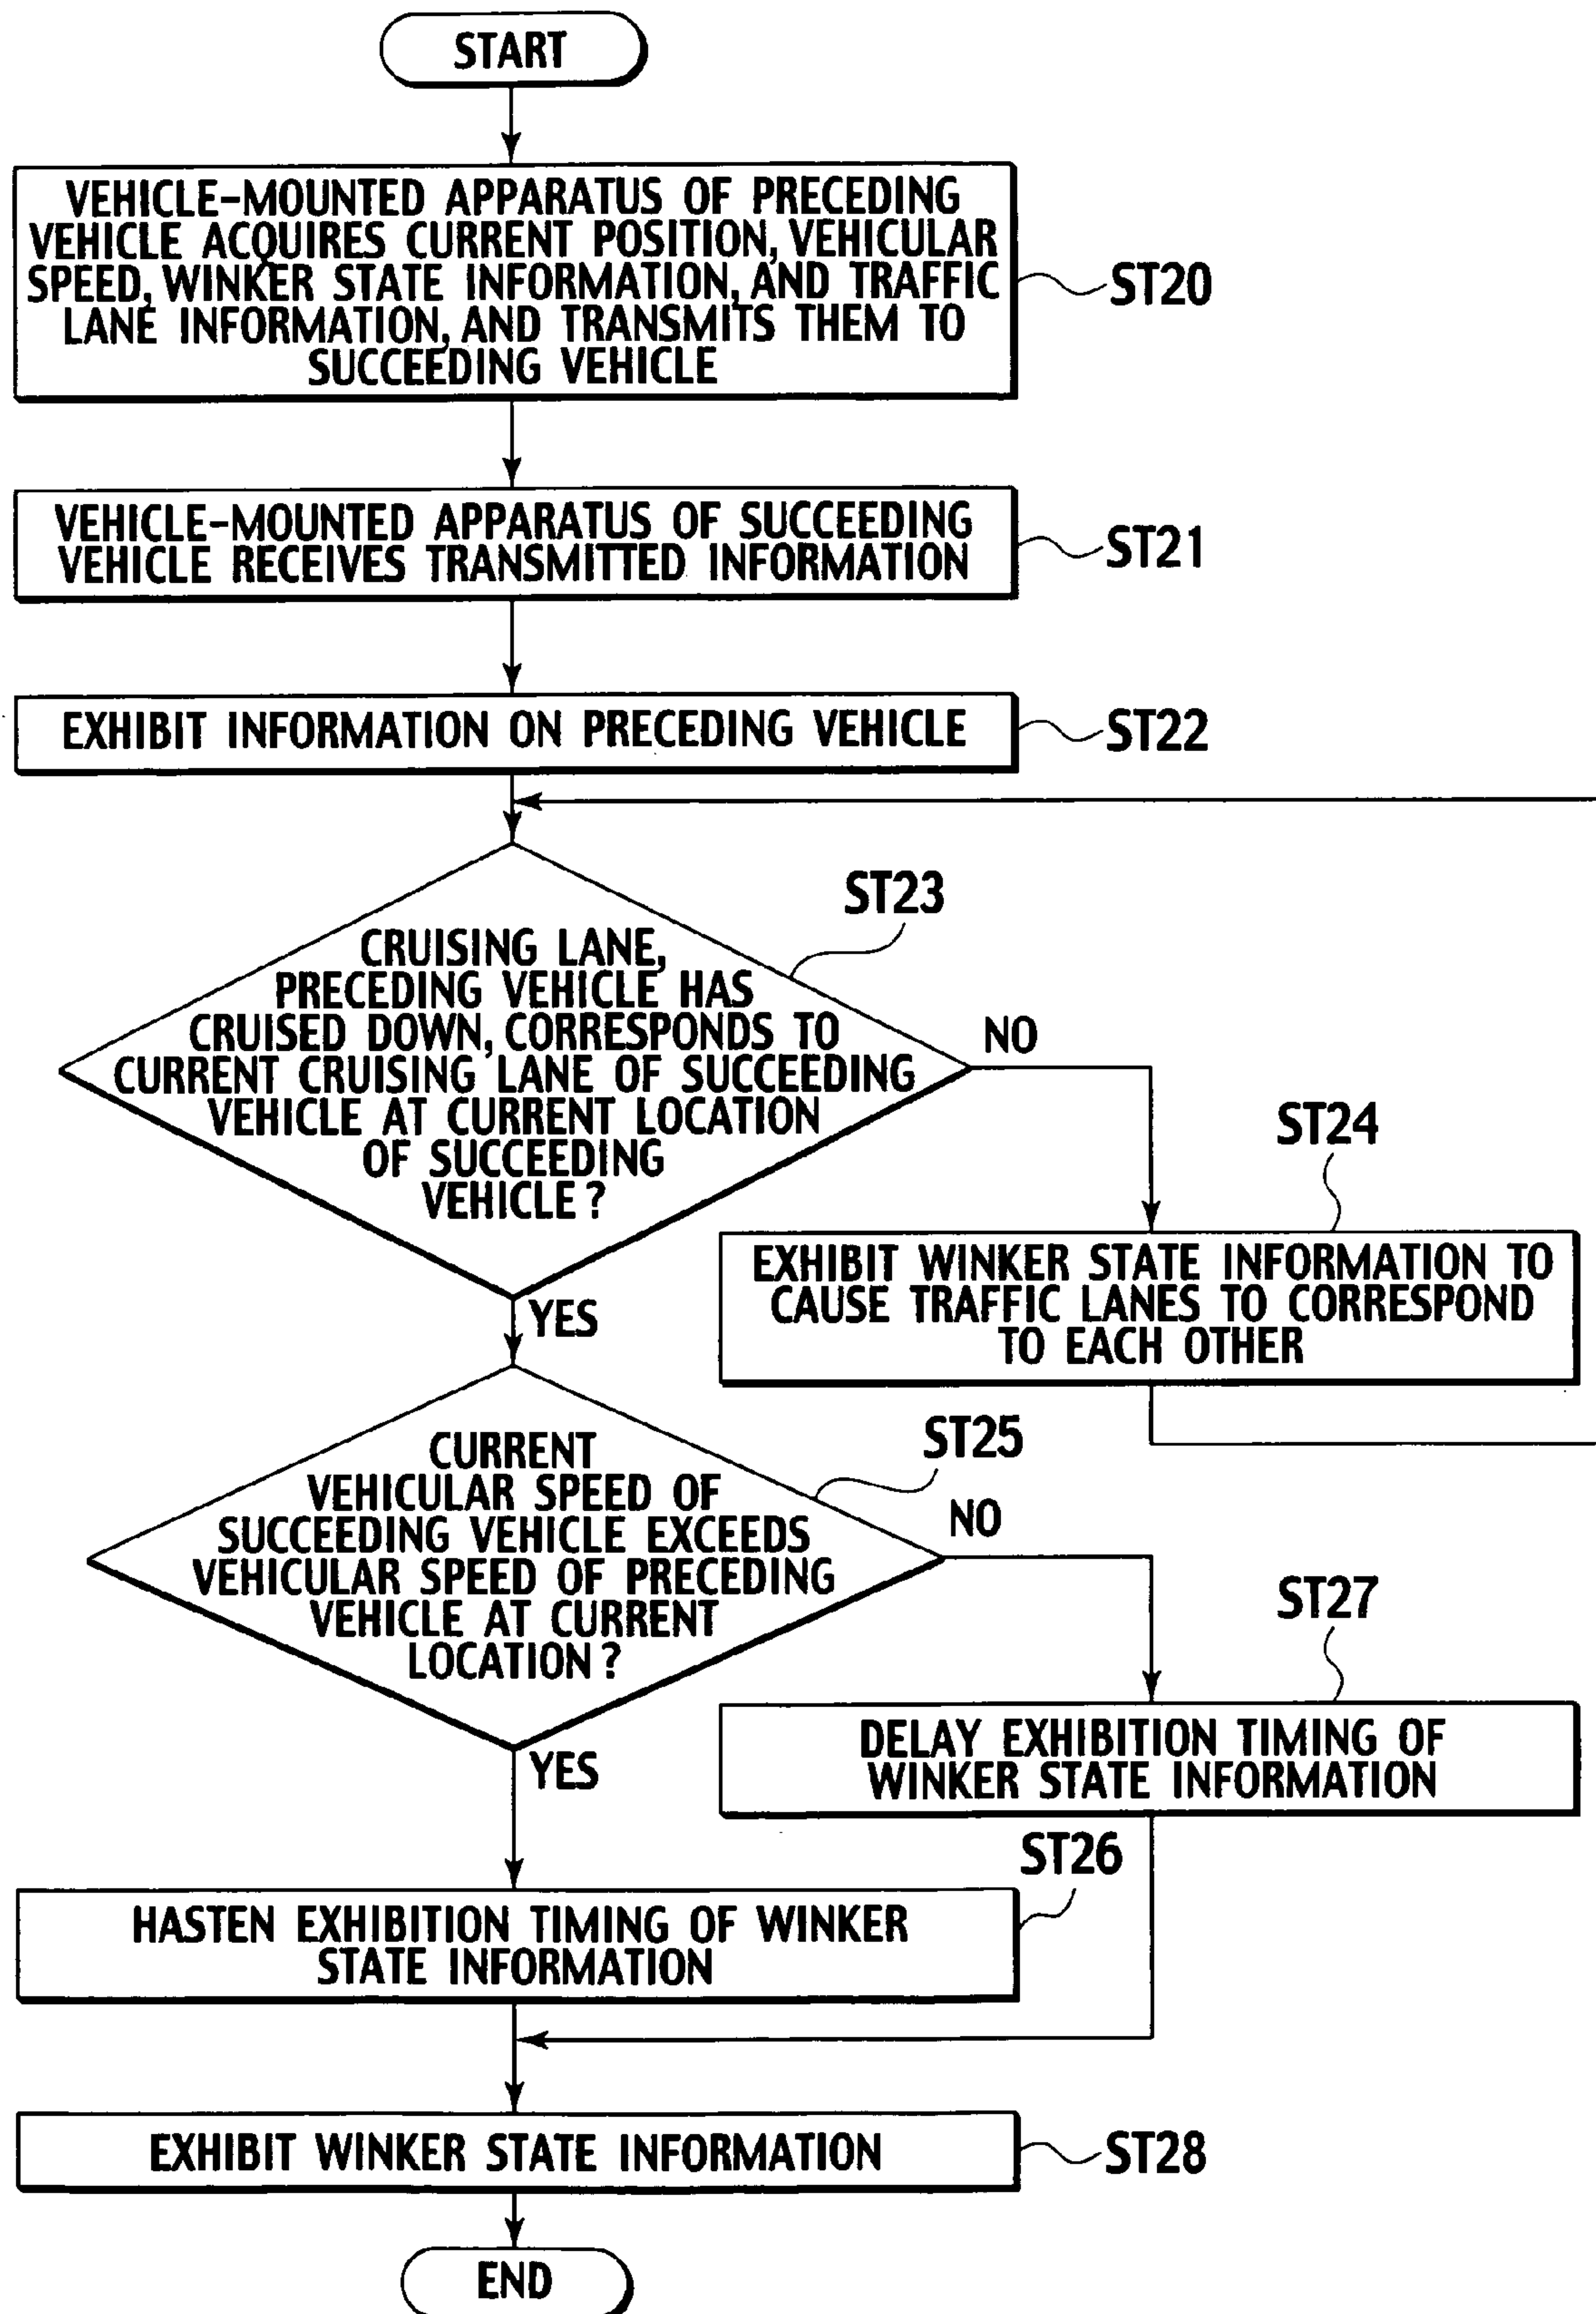 START
VEHICLE-MOUNTED APPARATUS OF PRECEDING
VEHICLE ACQUIRES CURRENT POSITION, VEHICULAR
SPEED, WINKER STATE INFORMATION, AND TRAFFIC
LANE INFORMATION, AND TRANSMITS THEM TO
SUCCEEDING VEHICLE
ST20
VEHICLE-MOUNTED APPARATUS OF SUCCEEDING
VEHICLE RECEIVES TRANSMITTED INFORMATION
ST21
EXHIBIT INFORMATION ON PRECEDING VEHICLE
ST22
ST23
CRUISING LANE,
PRECEDING VEHICLE HAS
CRUISED DOWN, CORRESPONDS TO
CURRENT CRUISING LANE OF SUCCEEDING
VEHICLE AT CURRENT LOCATION
OF SUCCEEDING
VEHICLE?
NO
YES
ST24
EXHIBIT WINKER STATE INFORMATION TO
CAUSE TRAFFIC LANES TO CORRESPOND
TO EACH OTHER
ST25
CURRENT
VEHICULAR SPEED OF
SUCCEEDING VEHICLE EXCEEDS
VEHICULAR SPEED OF PRECEDING
VEHICLE AT CURRENT
LOCATION?
NO
YES
ST27
DELAY EXHIBITION TIMING OF
WINKER STATE INFORMATION
ST26
HASTEN EXHIBITION TIMING OF WINKER
STATE INFORMATION
EXHIBIT WINKER STATE INFORMATION
ST28
END